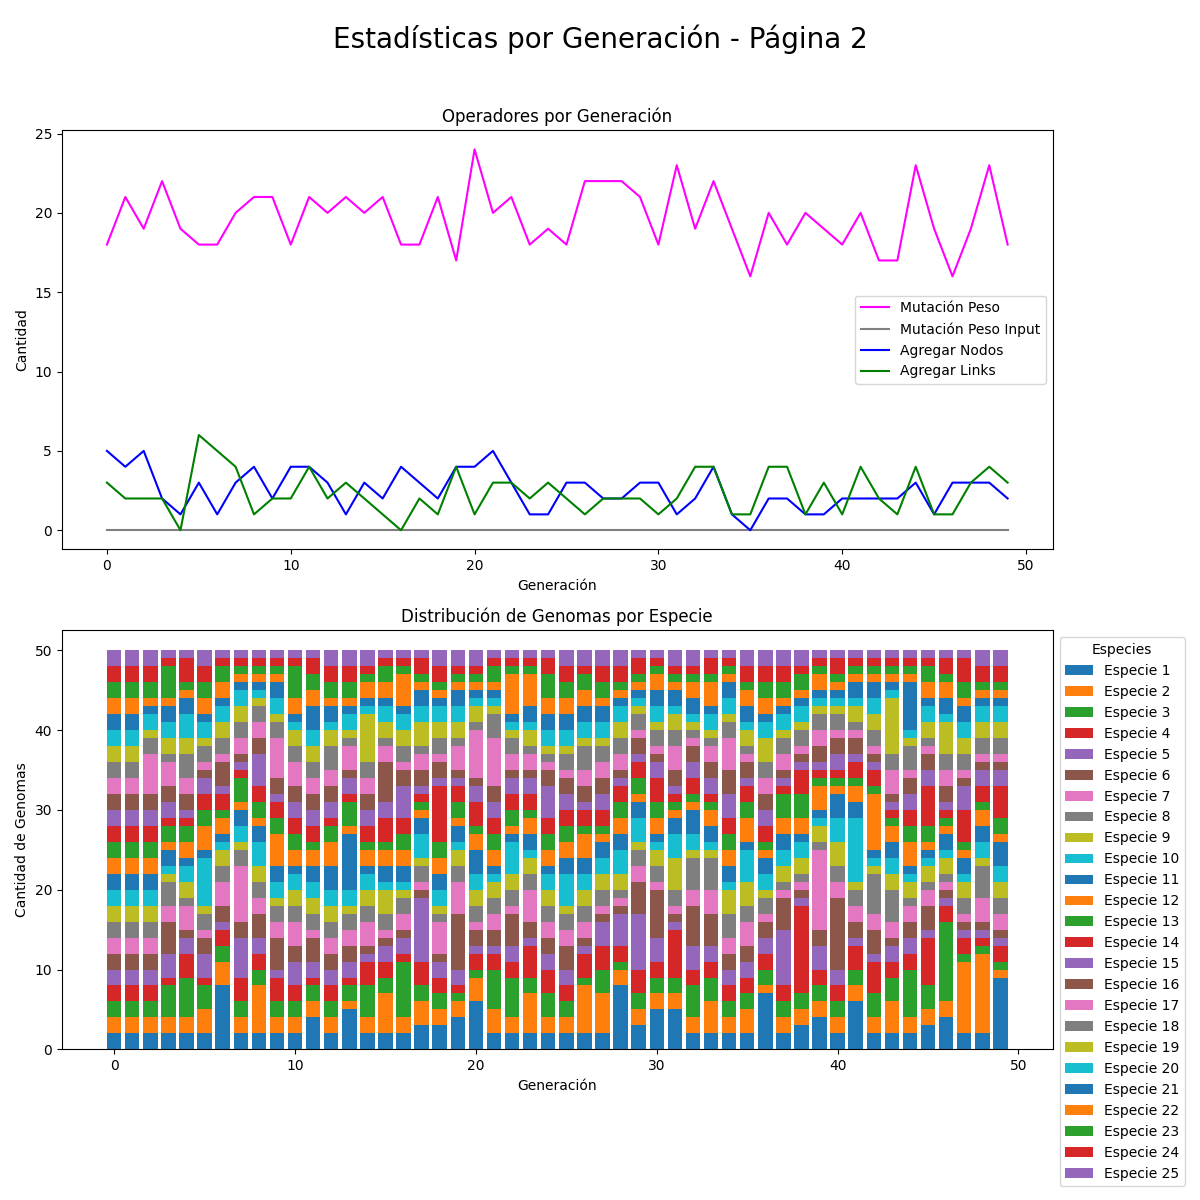 Estadísticas por Generación - Página 2
Operadores por Generación
25
20
15
10
5
0
Cantidad
Mutación Peso
Mutación Peso Input
Agregar Nodos
Agregar Links
0 10 20 30 40 50
Generación
Distribución de Genomas por Especie
50
40
30
20
10
0
Cantidad de Genomas
0 10 20 30 40 50
Generación
Especies
Especie 1
Especie 2
Especie 3
Especie 4
Especie 5
Especie 6
Especie 7
Especie 8
Especie 9
Especie 10
Especie 11
Especie 12
Especie 13
Especie 14
Especie 15
Especie 16
Especie 17
Especie 18
Especie 19
Especie 20
Especie 21
Especie 22
Especie 23
Especie 24
Especie 25